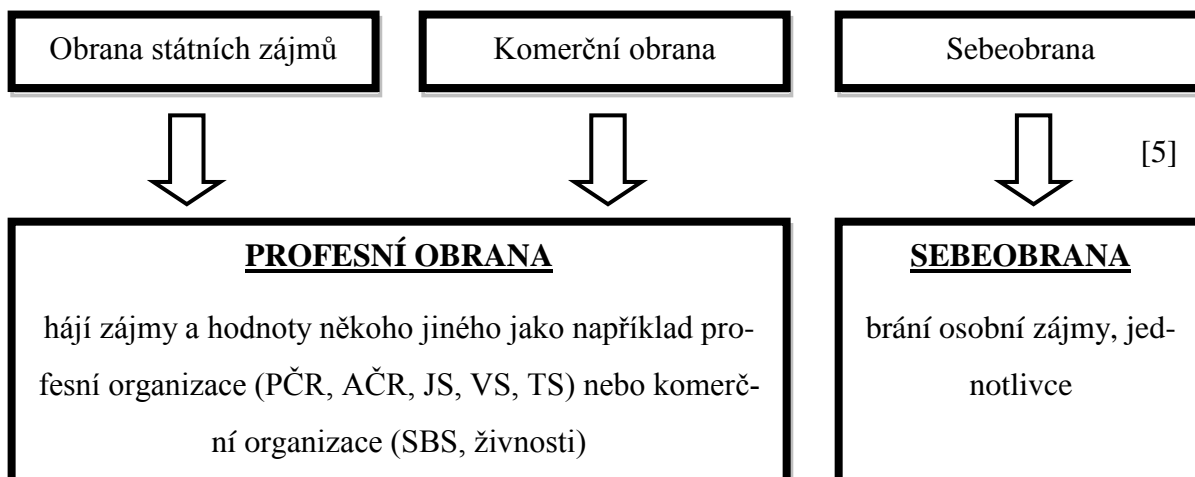 Obrana státních zájmů
Komerční obrana
Sebeobrana
[5]
PROFESNÍ OBRANA
hájí zájmy a hodnoty někoho jiného jako například pro-
fesní organizace (PČR, AČR, JS, VS, TS) nebo komerč-
ní organizace (SBS, živnosti)
SEBEOBRANA
brání osobní zájmy, jed-
notlivce